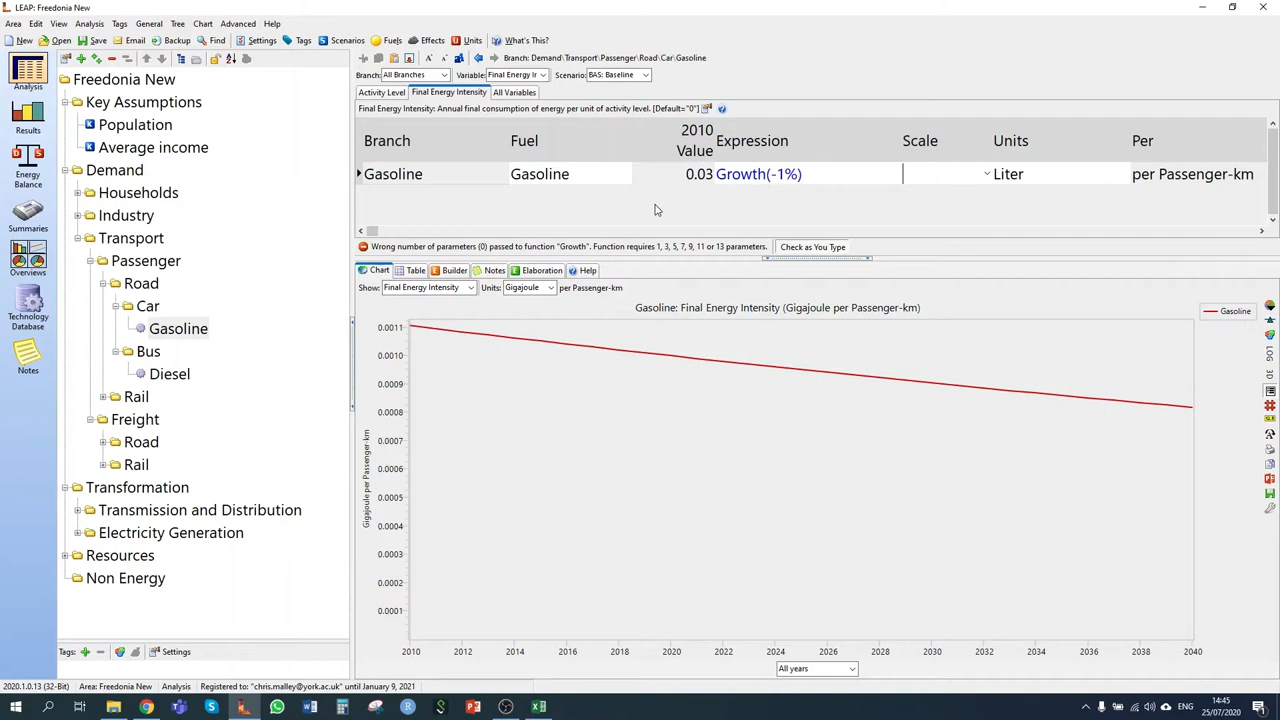 LEAP: Freedonia New
Area Edit View Analysis Tags General Tree Chart Advanced Help
New Open Save Email Backup Find Settings Tags Scenarios Fuels Effects Units What's This?
Analysis
Results
Energy
Balance
Summaries
Overviews
Technology
Database
Notes
Freedonia New
Key Assumptions
Population
Average income
Demand
Households
Industry
Transport
Passenger
Road
Car
Gasoline
Bus
Diesel
Rail
Freight
Road
Rail
Transformation
Transmission and Distribution
Electricity Generation
Resources
Non Energy
Tags: Settings
Branch: Demand\Transport\Passenger\Road\Car\Gasoline
Branch: All Branches Variable: Final Energy Ir Scenario: BAS: Baseline
Activity Level Final Energy Intensity All Variables
Final Energy Intensity: Annual final consumption of energy per unit of activity level. [Default="0"]
Branch Fuel 2010 Value Expression Scale Units Per
Gasoline Gasoline 0.03 Growth(-1%) Liter per Passenger-km
Wrong number of parameters (0) passed to function "Growth". Function requires 1, 3, 5, 7, 9, 11 or 13 parameters. Check as You Type
Chart Table Builder Notes Elaboration Help
Show: Final Energy Intensity Units: Gigajoule per Passenger-km
Gasoline: Final Energy Intensity (Gigajoule per Passenger-km)
Gasoline
Gigajoule per Passenger-km
0.0011
0.0010
0.0009
0.0008
0.0007
0.0006
0.0005
0.0004
0.0003
0.0002
0.0001
2010 2012 2014 2016 2018 2020 2022 2024 2026 2028 2030 2032 2034 2036 2038 2040
All years
LOG
3D
2020.1.0.13 (32-Bit) Area: Freedonia New Analysis Registered to: "chris.malley@york.ac.uk" until January 9, 2021
ENG
14:45
25/07/2020